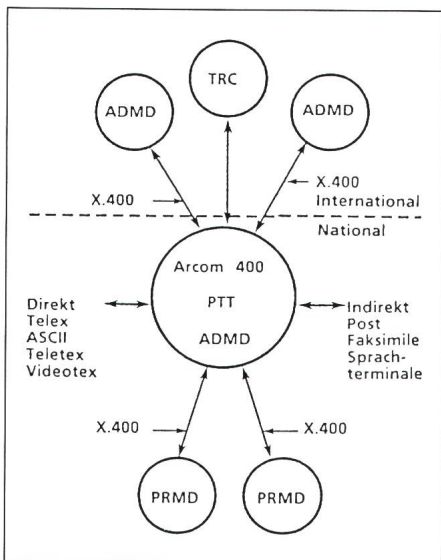 TRC
ADMD
ADMD
X.400
X.400
International
National
Arcom 400
PTT
ADMD
Direkt
Telex
ASCII
Teletex
Videotex
Indirekt
Post
Faksimile
Sprach-
terminale
X.400
X.400
PRMD
PRMD